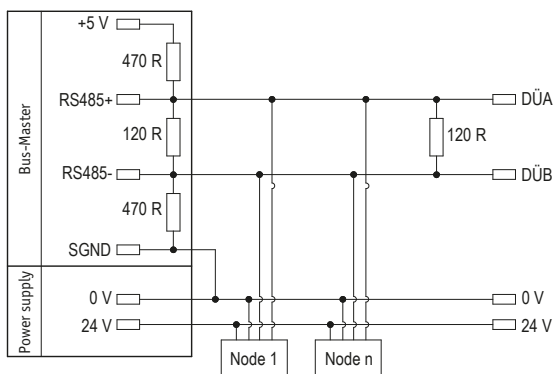 +5 V
470 R
RS485+
DÜA
Bus-Master
120 R
120 R
RS485-
DÜB
470 R
SGND
Power supply
0 V
0 V
24 V
24 V
Node 1
Node n